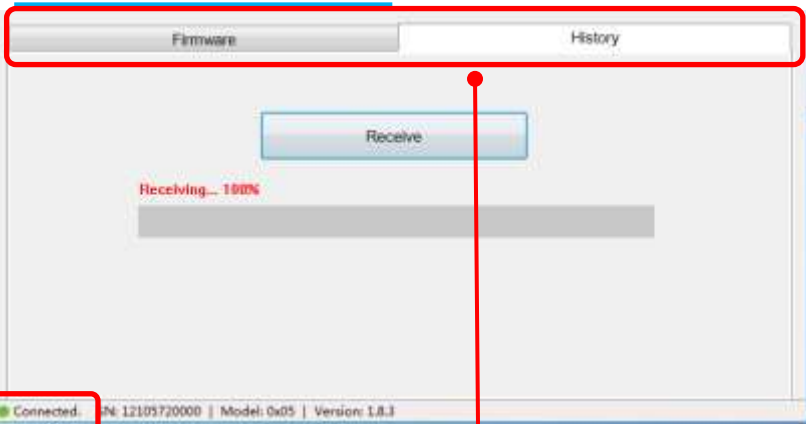 Firmware History
Receive
Receiving... 100%
Connected. SN: 12105720000 | Model: 0x05 | Version: 1.8.3